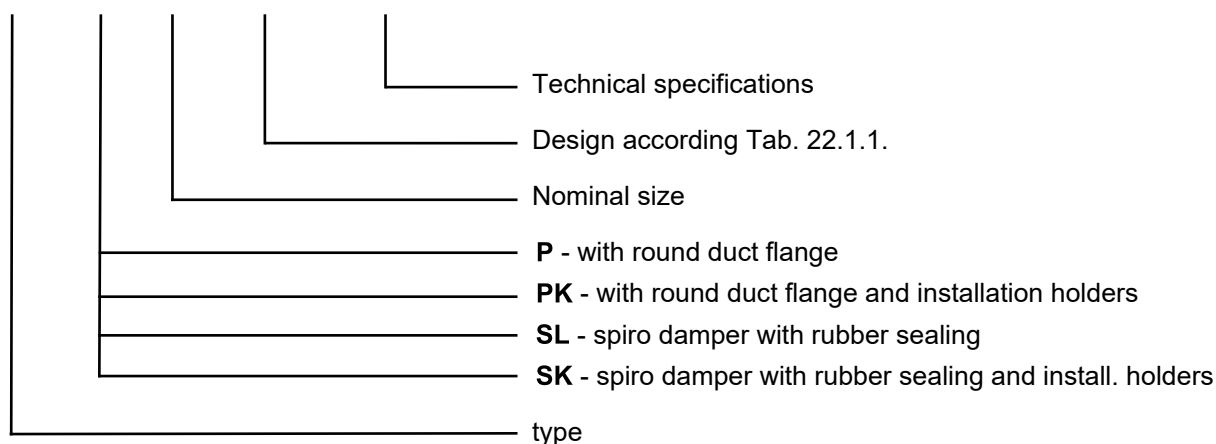 Technical specifications
Design according Tab. 22.1.1.
Nominal size
P - with round duct flange
PK - with round duct flange and installation holders
SL - spiro damper with rubber sealing
SK - spiro damper with rubber sealing and install. holders
type